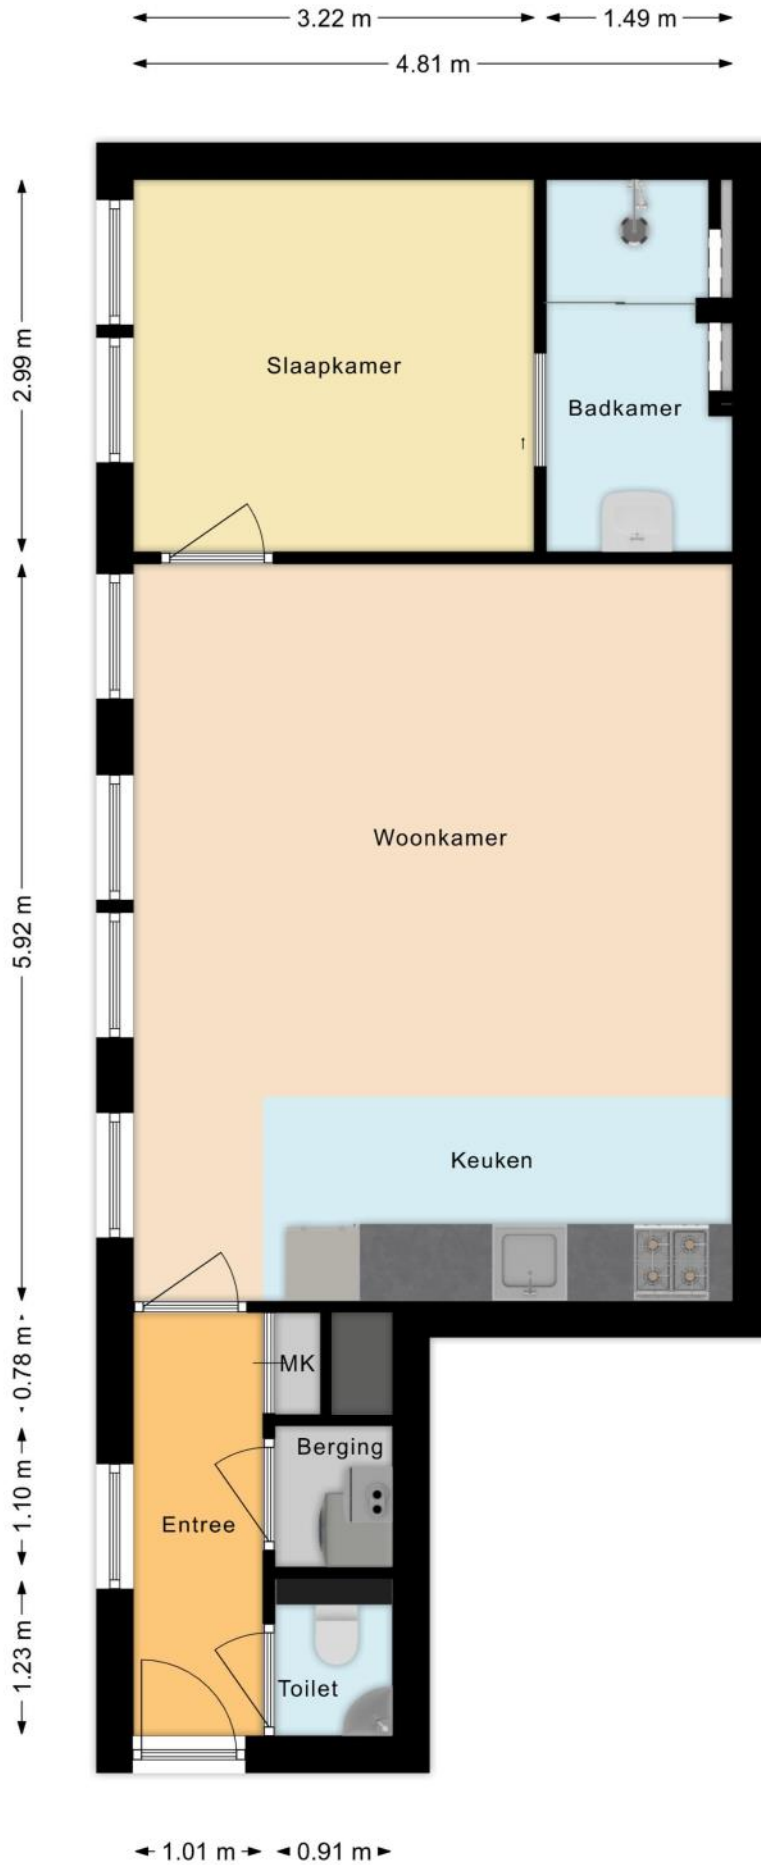 3.22 m
1.49 m
4.81 m
2.99 m
Slaapkamer
Badkamer
5.92 m
Woonkamer
Keuken
0.78 m
MK
1.10 m
Berging
Entree
1.23 m
Toilet
1.01 m
0.91 m